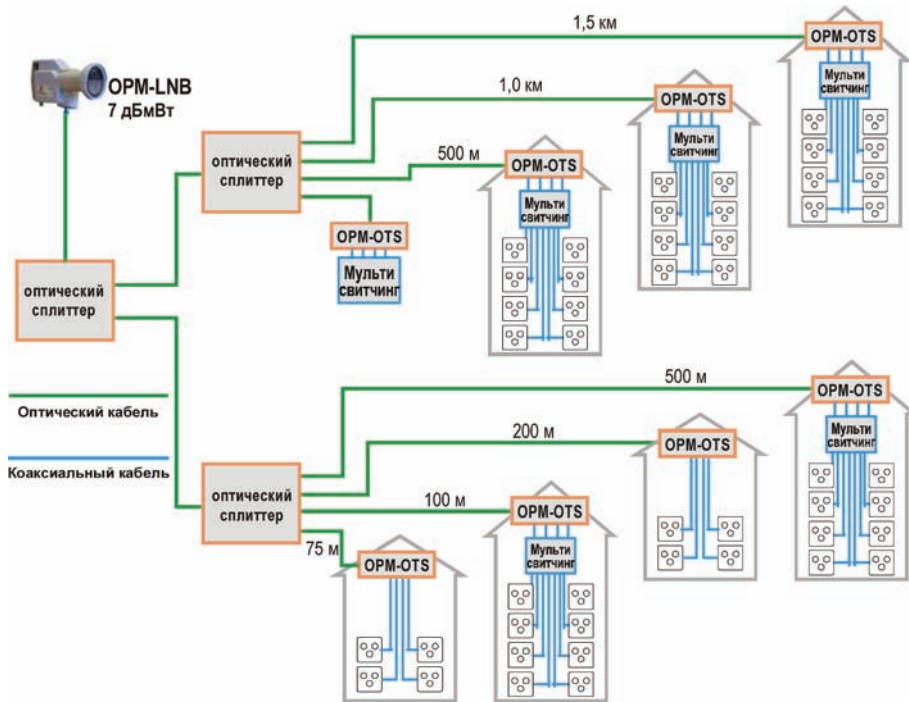 1,5 км
OPM-OTS
OPM-LNB
7 дБмВт
Мульти
свитчинг
1,0 км
OPM-OTS
Мульти
свитчинг
оптический
сплиттер
500 м
OPM-OTS
Мульти
свитчинг
OPM-OTS
Мульти
свитчинг
оптический
сплиттер
500 м
OPM-OTS
Оптический кабель
Мульти
свитчинг
200 м
OPM-OTS
Коаксиальный кабель
оптический
сплиттер
100 м
OPM-OTS
Мульти
свитчинг
75 м
OPM-OTS